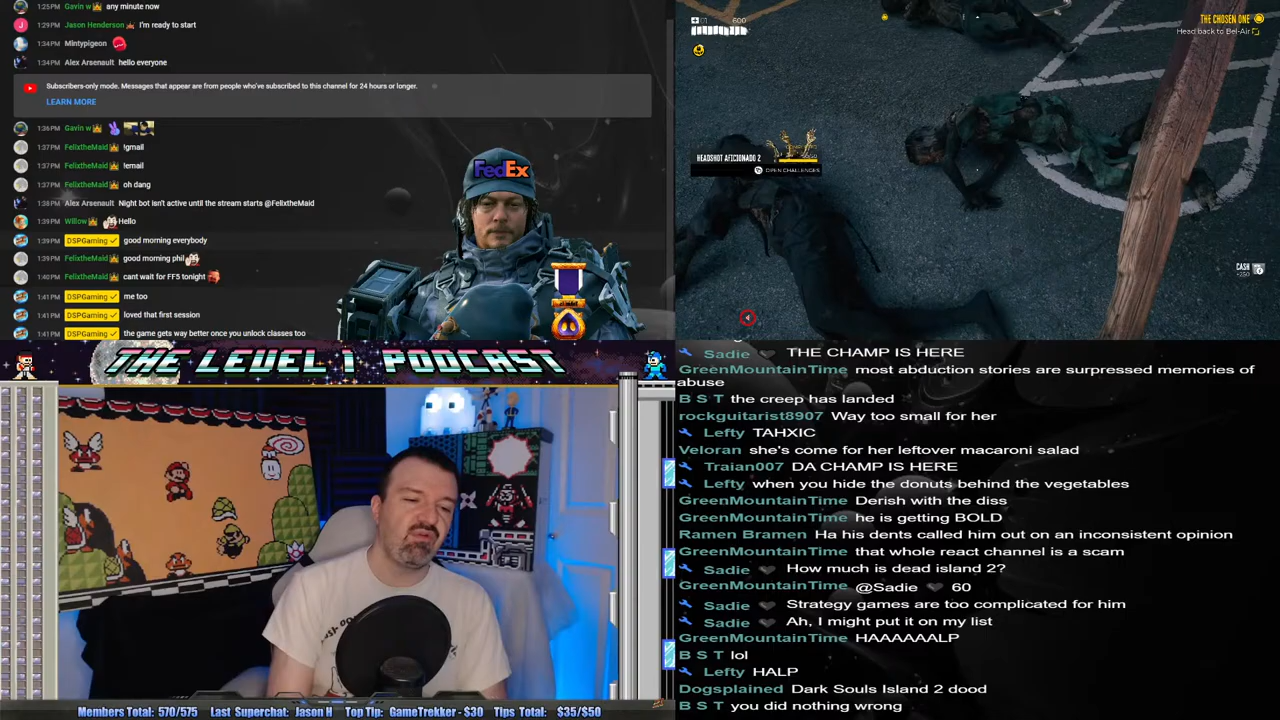 1:25PM Gavin w any minute now
1:29PM Jason Henderson I'm ready to start
1:34PM Mintypigeon
1:34PM Alex Arsenault hello everyone
Subscribers-only mode. Messages that appear are from people who've subscribed to this channel for 24 hours or longer.
LEARN MORE
1:36PM Gavin w
1:37PM FelixtheMaid !gmail
1:37PM FelixtheMaid !email
1:37PM FelixtheMaid oh dang
1:38PM Alex Arsenault Night bot isn't active until the stream starts @FelixtheMaid
1:39PM Willow Hello
1:39PM DSPGaming good morning everybody
1:39PM FelixtheMaid good morning phil
1:40PM FelixtheMaid cant wait for FF5 tonight
1:41PM DSPGaming me too
1:41PM DSPGaming loved that first session
1:41PM DSPGaming the game gets way better once you unlock classes too
FedEx
600
THE CHOSEN ONE
Head back to Bel-Air
HEADSHOT AFICIONADO 2
OPEN CHALLENGES
CASH
+250
THE LEVEL 1 PODCAST
Sadie THE CHAMP IS HERE
GreenMountainTime most abduction stories are surpressed memories of
abuse
B S T the creep has landed
rockguitarist8907 Way too small for her
Lefty TAHXIC
Veloran she's come for her leftover macaroni salad
Traian007 DA CHAMP IS HERE
Lefty when you hide the donuts behind the vegetables
GreenMountainTime Derish with the diss
GreenMountainTime he is getting BOLD
Ramen Bramen Ha his dents called him out on an inconsistent opinion
GreenMountainTime that whole react channel is a scam
Sadie How much is dead island 2?
GreenMountainTime @Sadie 60
Sadie Strategy games are too complicated for him
Sadie Ah, I might put it on my list
GreenMountainTime HAAAAAALP
B S T lol
Lefty HALP
Dogsplained Dark Souls Island 2 dood
B S T you did nothing wrong
Members Total: 570/575 Last Superchat: Jason H Top Tip: GameTrekker - $30 Tips Total: $35/$50